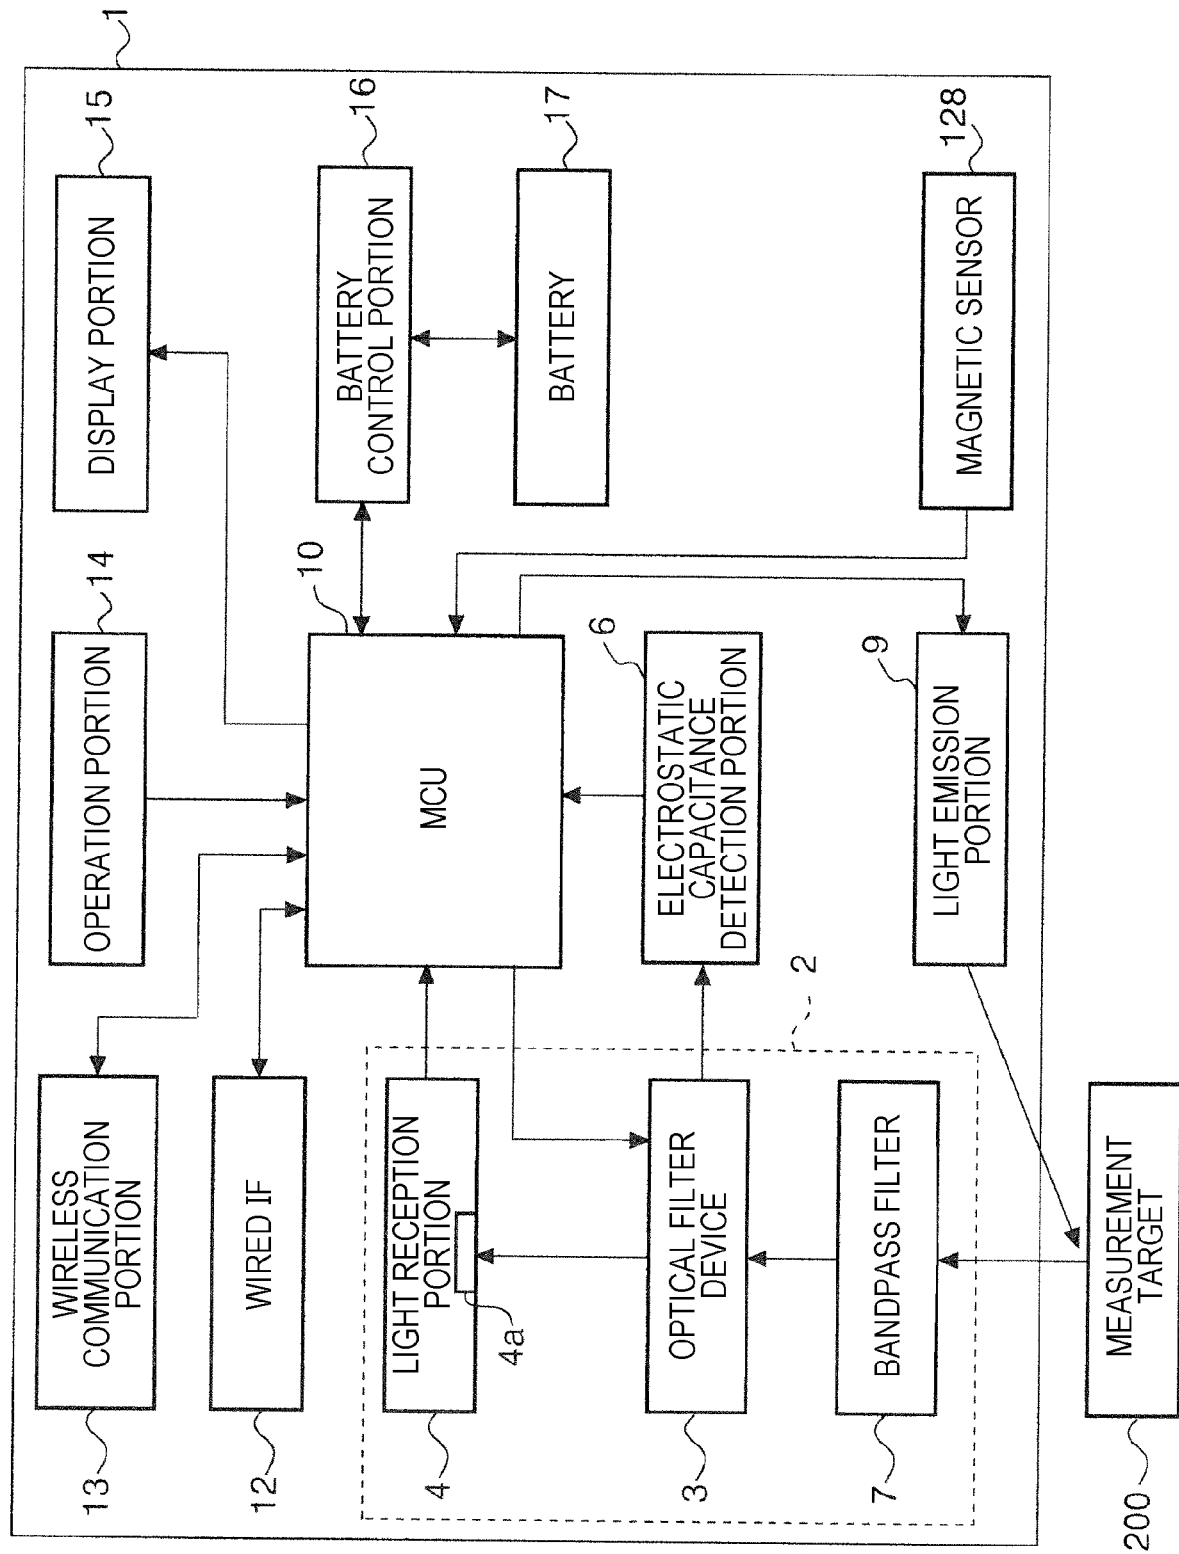 1
WIRELESS
COMMUNICATION
PORTION
13
OPERATION PORTION
14
DISPLAY PORTION
15
WIRED IF
12
MCU
10
BATTERY
CONTROL PORTION
16
BATTERY
17
LIGHT RECEPTION
PORTION
4
4a
OPTICAL FILTER
DEVICE
3
BANDPASS FILTER
7
2
ELECTROSTATIC
CAPACITANCE
DETECTION PORTION
6
LIGHT EMISSION
PORTION
9
MAGNETIC SENSOR
128
MEASUREMENT
TARGET
200